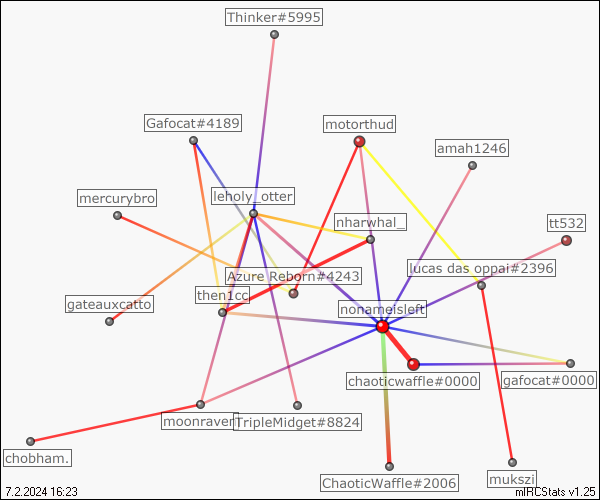 Thinker#5995
Gafocat#4189
motorthud
amah1246
mercurybro
leholy_otter
nharwhal_
tt532
Azure Reborn#4243
lucas das oppai#2396
then1cc
gateauxcatto
nonameisleft
chaoticwaffle#0000
gafocat#0000
moonraven
TripleMidget#8824
chobham.
ChaoticWaffle#2006
mukszi
7.2.2024 16:23
mIRCStats v1.25